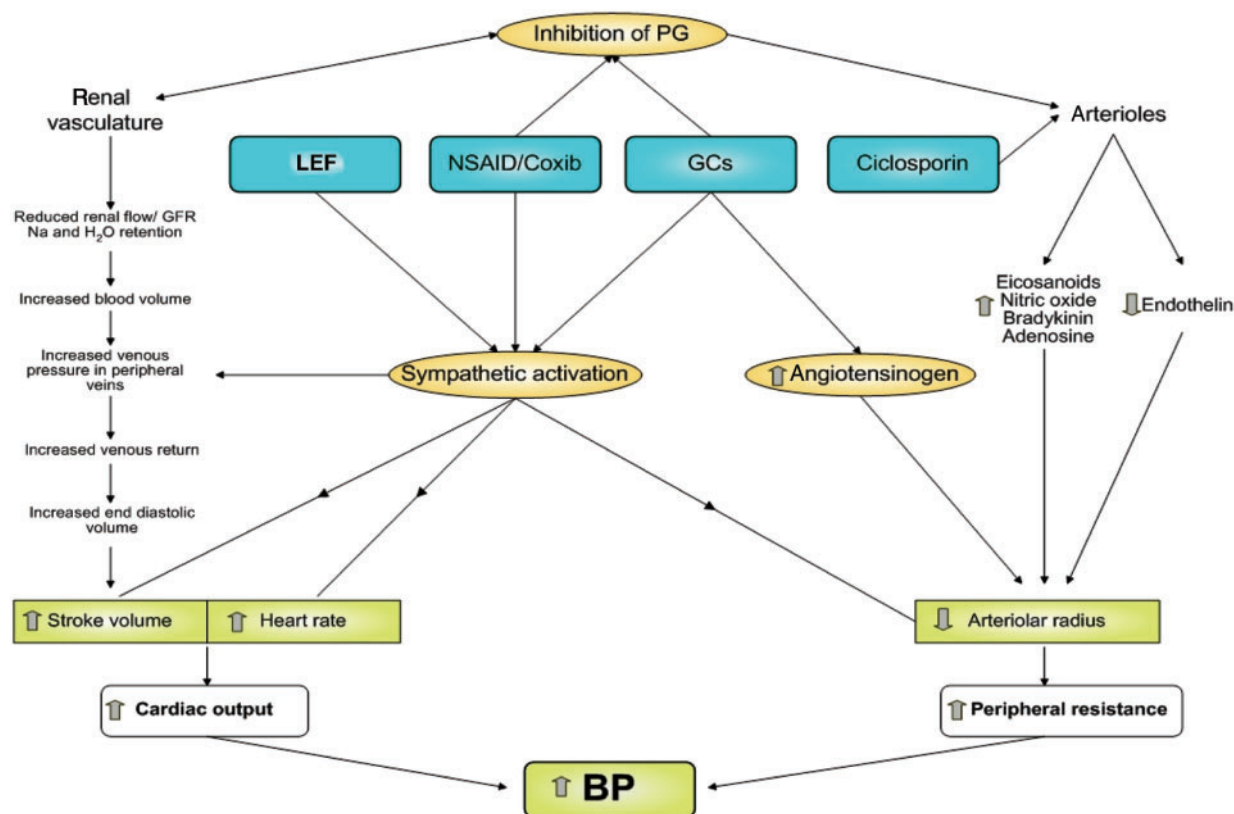 Inhibition of PG
Renal
vasculature
Arterioles
LEF
NSAID/Coxib
GCs
Ciclosporin
Reduced renal flow/ GFR
Na and H₂O retention
Increased blood volume
Increased venous
pressure in peripheral
veins
Increased venous return
Increased end diastolic
volume
Eicosanoids
Nitric oxide
Bradykinin
Adenosine
Endothelin
Sympathetic activation
Angiotensinogen
Stroke volume
Heart rate
Arteriolar radius
Cardiac output
Peripheral resistance
BP